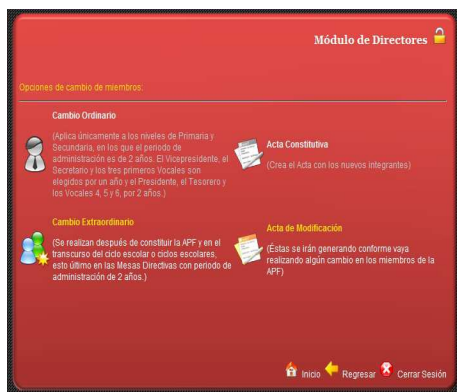 Módulo de Directores
Opciones de cambio de miembros:
Cambio Ordinario
(Aplica únicamente a los niveles de Primaria y
Secundaria, en los que el periodo de
administración es de 2 años. El Vicepresidente, el
Secretario y los tres primeros Vocales son
elegidos por un año y el Presidente, el Tesorero y
los Vocales 4, 5 y 6, por 2 años.)
Acta Constitutiva
(Crea el Acta con los nuevos integrantes)
Cambio Extraordinario
(Se realizan después de constituir la APF y en el
transcurso del ciclo escolar o ciclos escolares,
esto último en las Mesas Directivas con periodo de
administración de 2 años.)
Acta de Modificación
(Éstas se irán generando conforme vaya
realizando algún cambio en los miembros de la
APF)
Inicio Regresar Cerrar Sesión